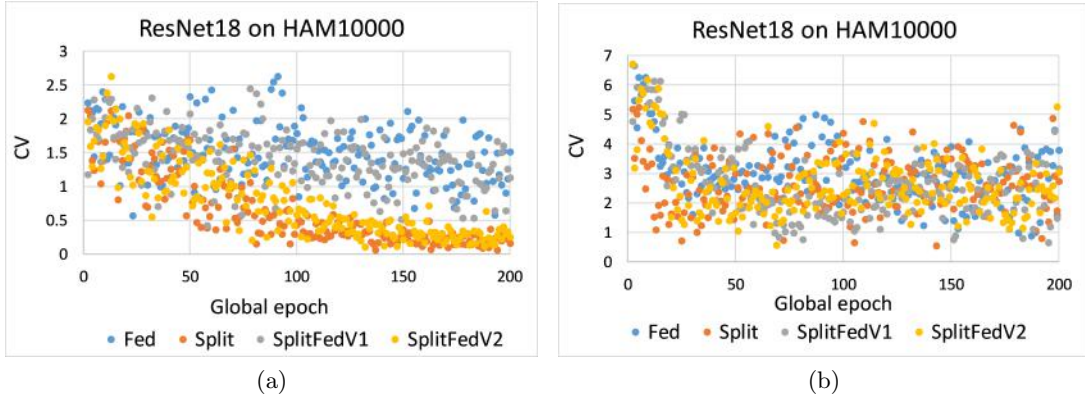 ResNet18 on HAM10000
3
2.5
2
1.5
1
0.5
0
CV
0 50 100 150 200
Global epoch
Fed Split SplitFedV1 SplitFedV2
(a)
ResNet18 on HAM10000
7
6
5
4
3
2
1
0
CV
0 50 100 150 200
Global epoch
Fed Split SplitFedV1 SplitFedV2
(b)